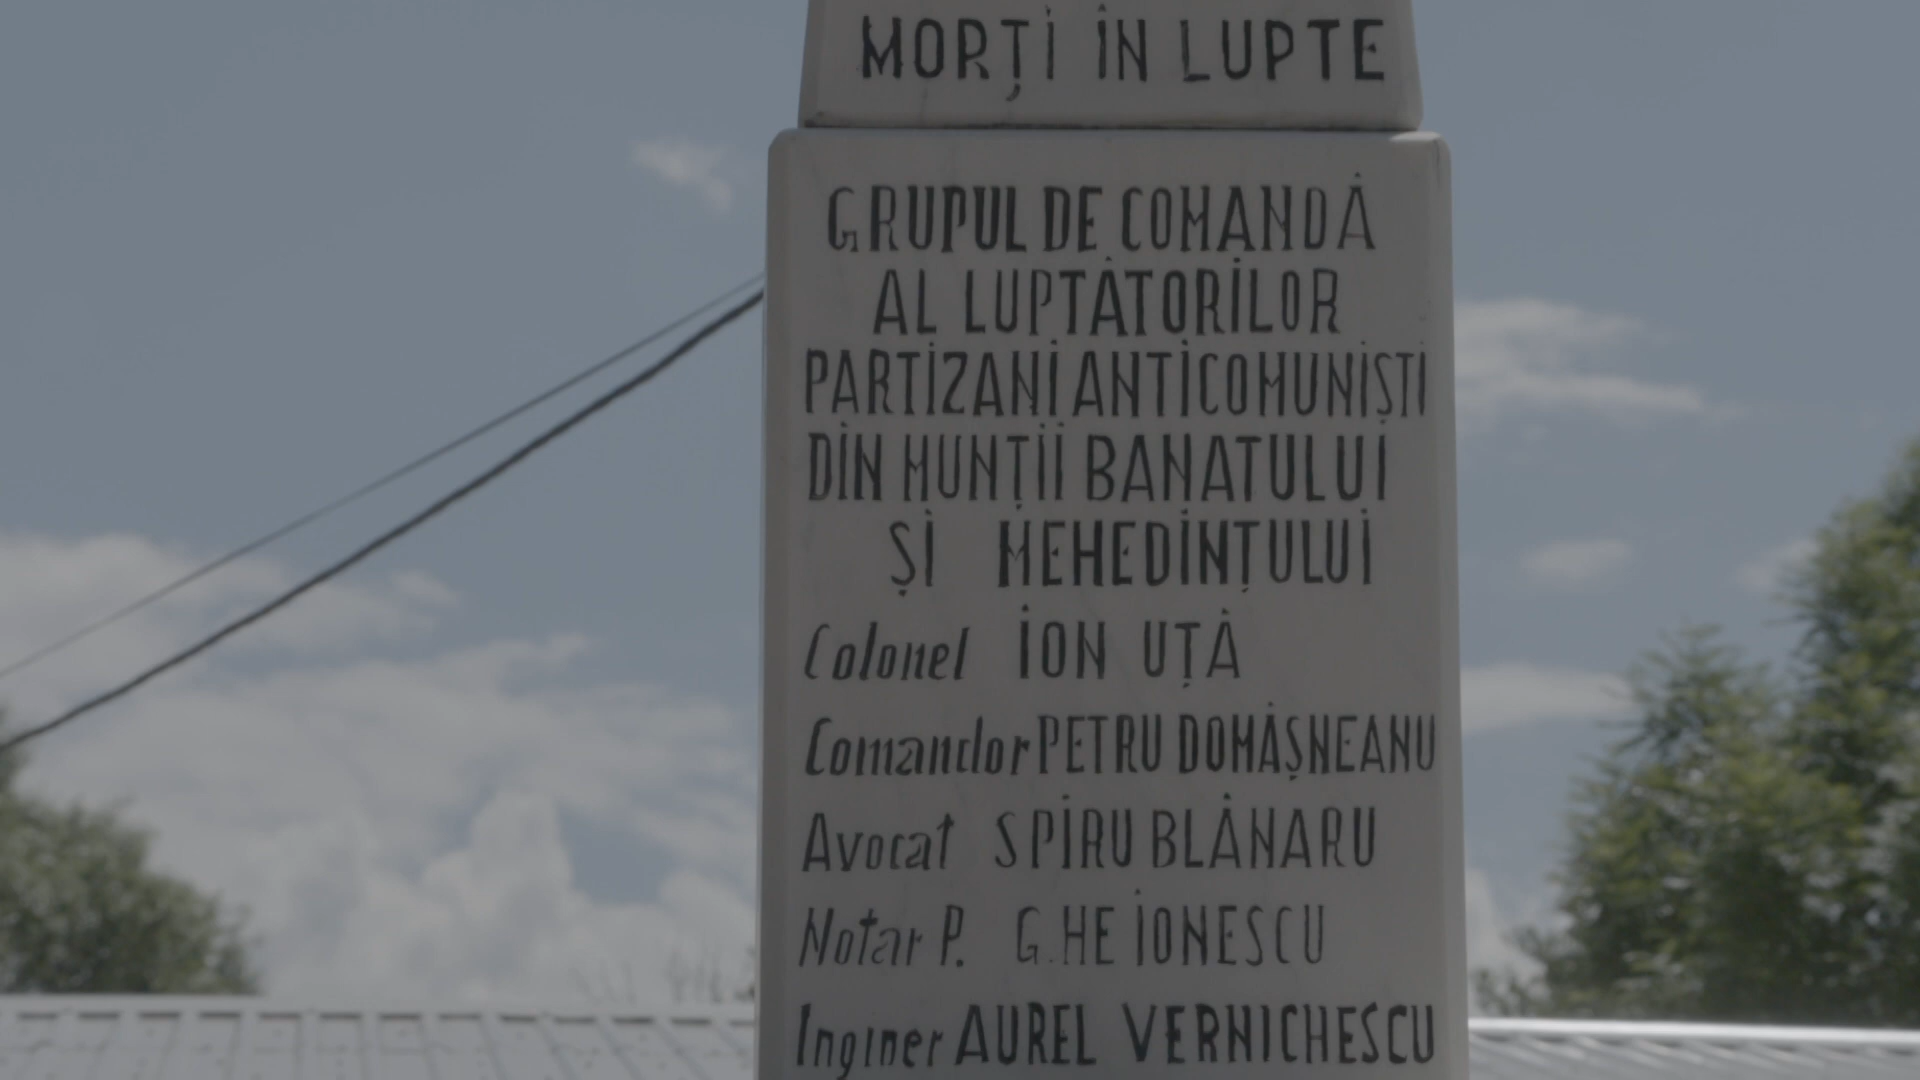 MORȚI ÎN LUPTE
GRUPUL DE COMANDĂ
AL LUPTĂTORILOR
PARTIZANI ANTICOMUNIȘTI
DIN MUNȚII BANATULUI
ȘI MEHEDINȚULUI
Colonel ION UȚĂ
Comandor PETRU DOMĂȘNEANU
Avocat SPIRU BLĂNARU
Notar P. GHE IONESCU
Inginer AUREL VERNICHESCU